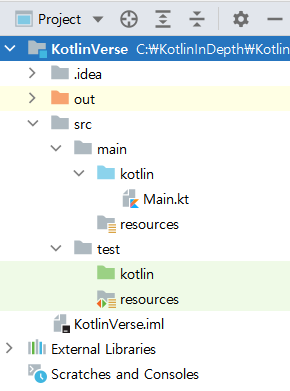 Project
KotlinVerse C:₩KotlinInDepth₩Kotlin
.idea
out
src
main
kotlin
Main.kt
resources
test
kotlin
resources
KotlinVerse.iml
External Libraries
Scratches and Consoles